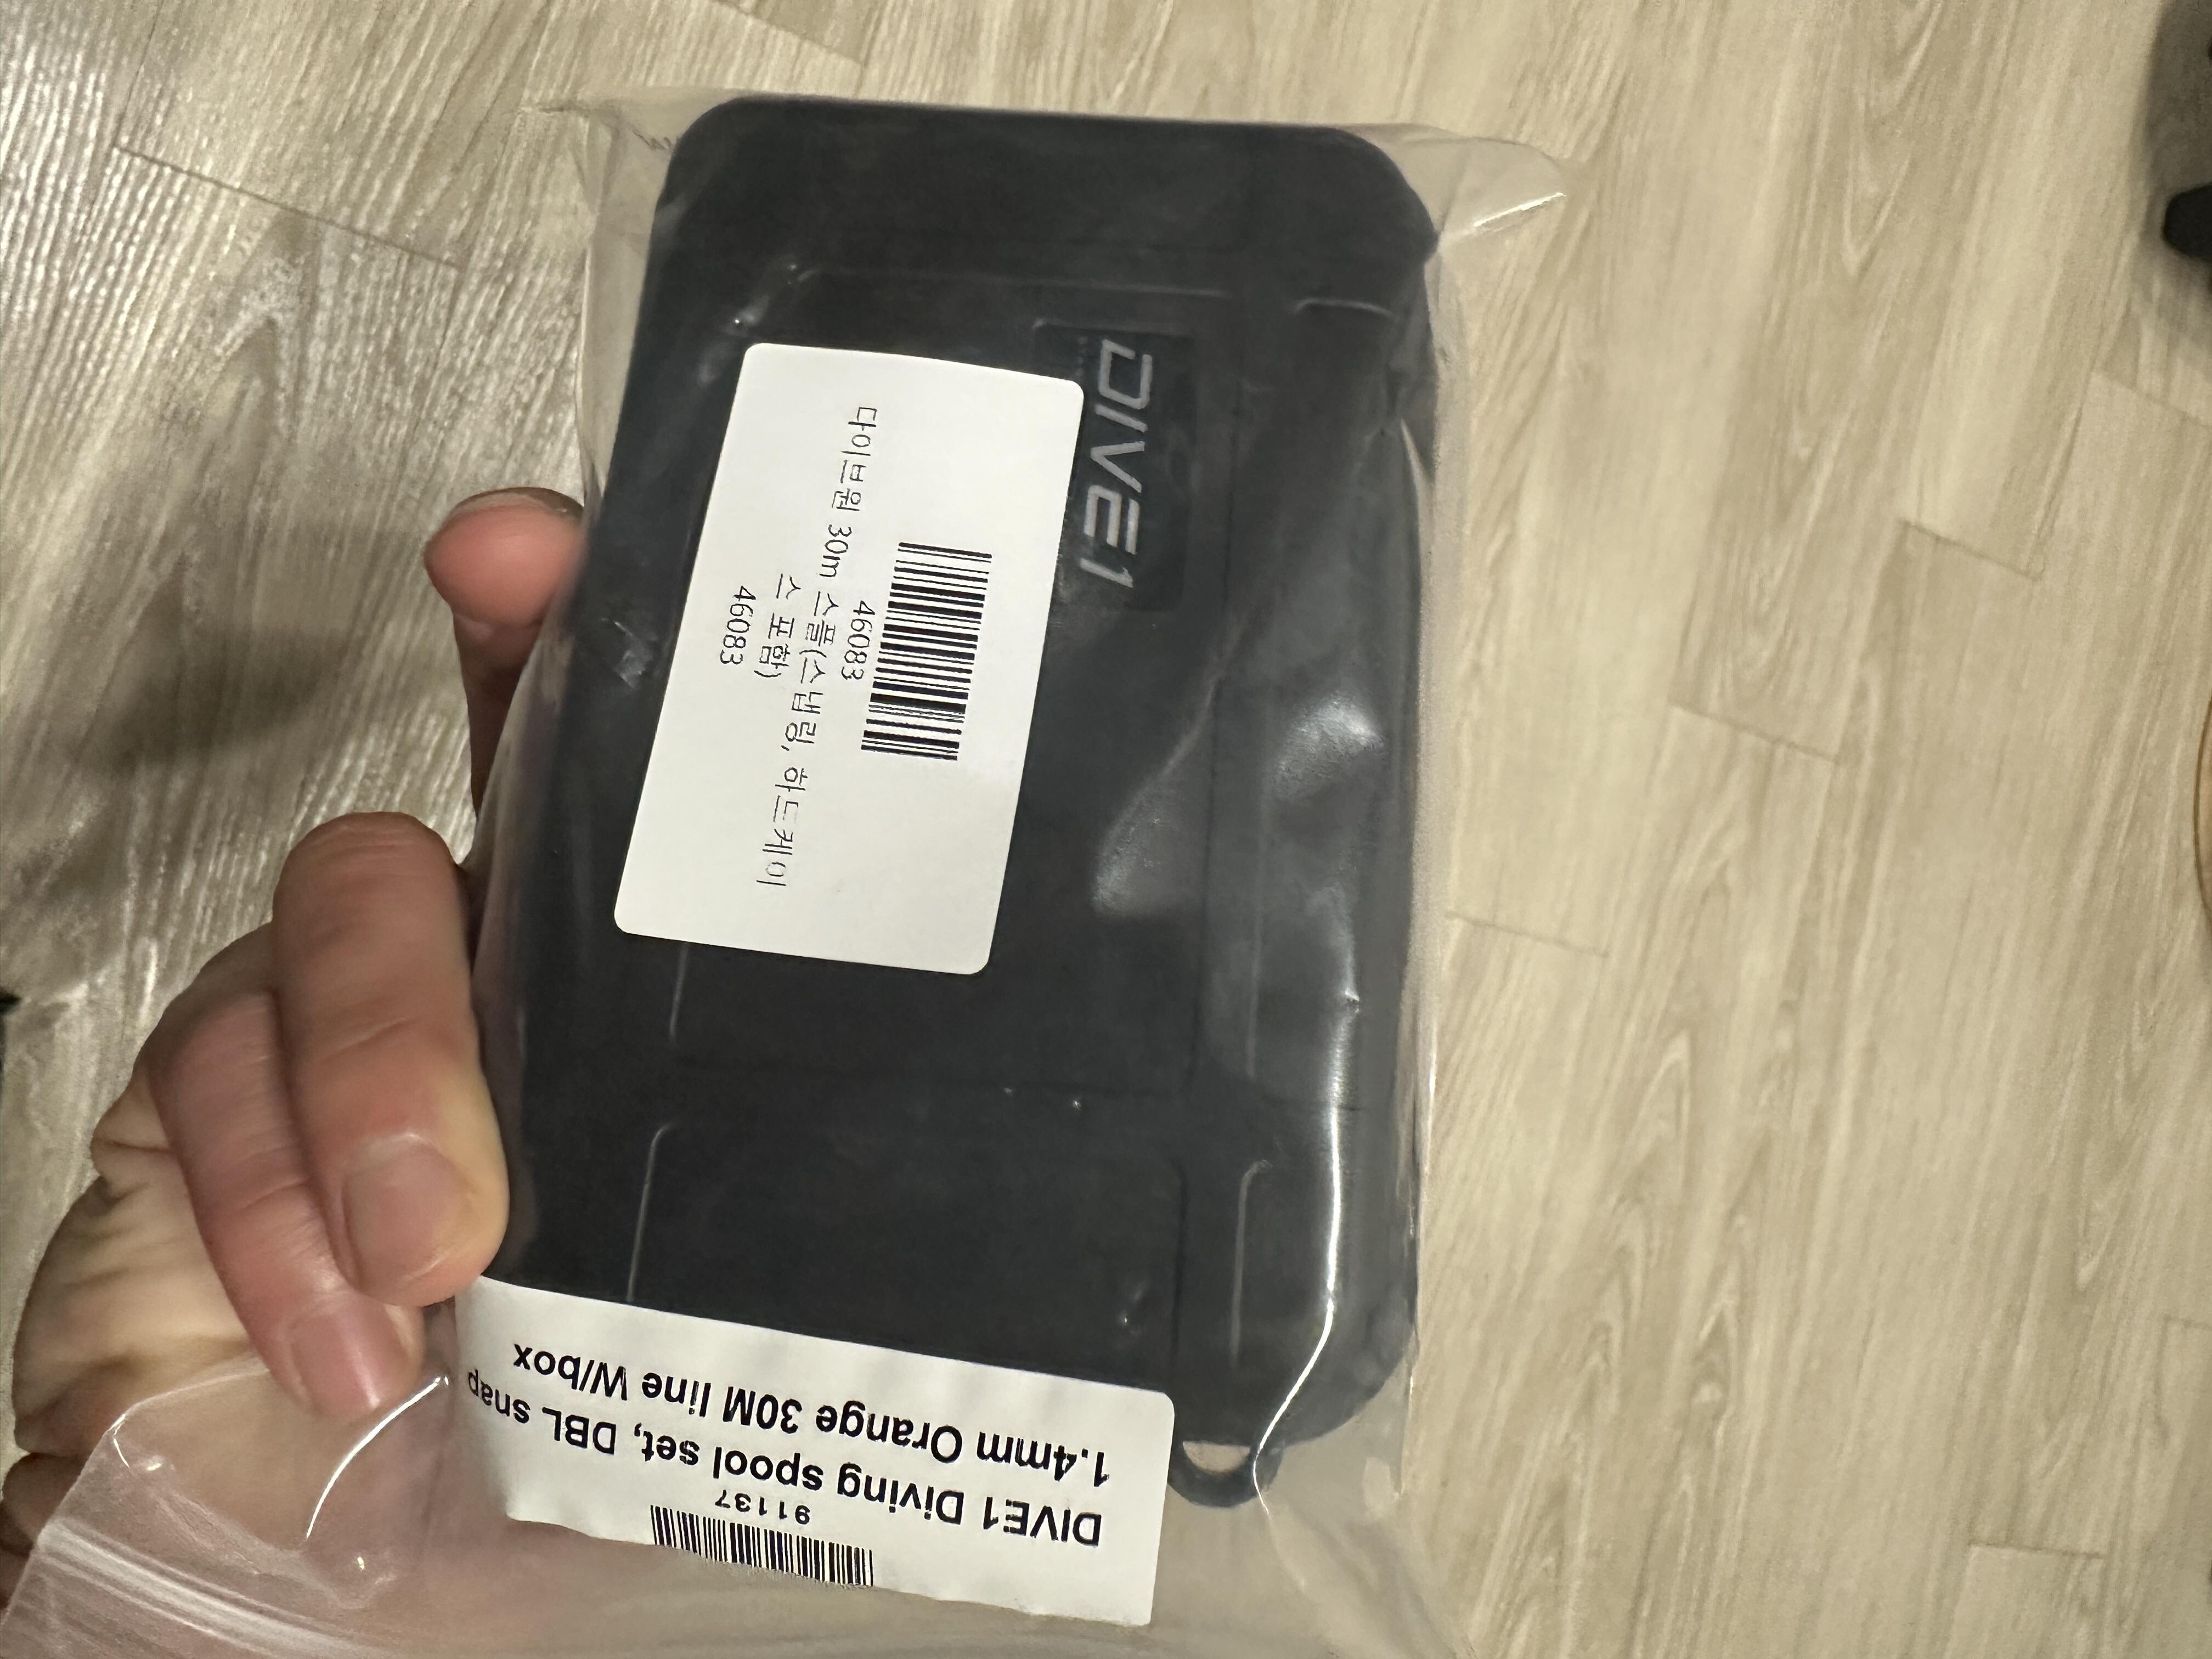 DIVE1
46083
다이브원 30m 스풀(스냅링, 하드케이
스 포함)
46083
91137
DIVE1 Diving spool set, DBL snap
1.4mm Orange 30M line W/box